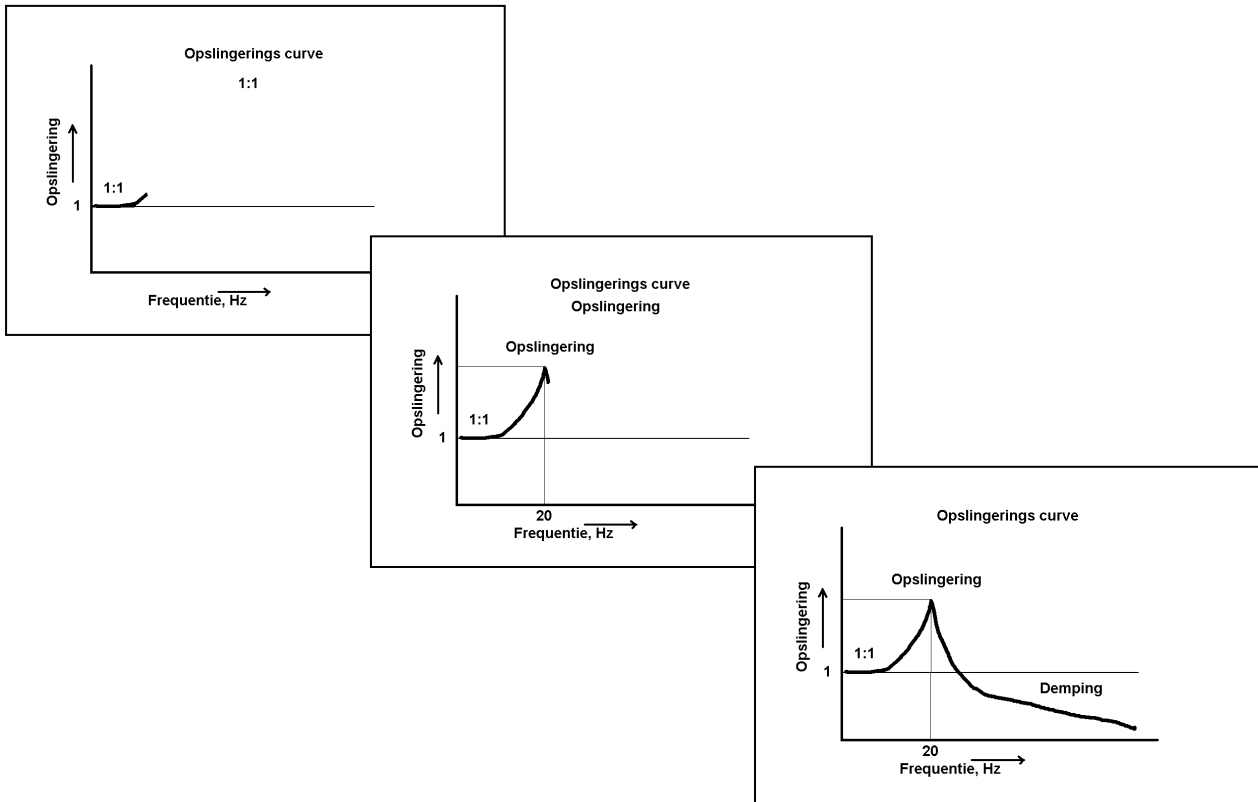 Opslingerings curve
1:1
Opslingering
1:1
1
Frequentie, Hz
Opslingerings curve
Opslingering
Opslingering
Opslingering
1:1
1
20
Frequentie, Hz
Opslingerings curve
Opslingering
Opslingering
1:1
1
Demping
20
Frequentie, Hz